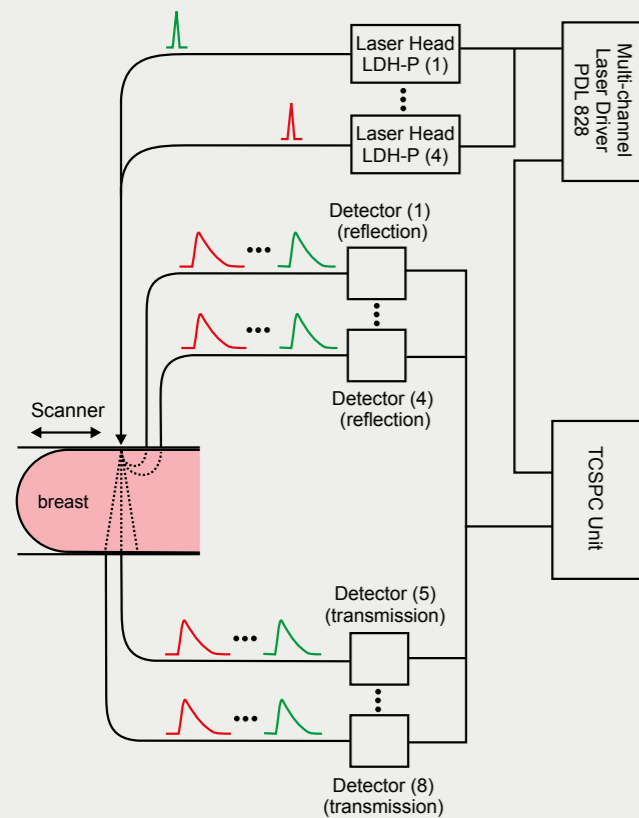 Laser Head
LDH-P (1)
Laser Head
LDH-P (4)
Multi-channel
Laser Driver
PDL 828
Detector (1)
(reflection)
Detector (4)
(reflection)
Scanner
breast
TCSPC Unit
Detector (5)
(transmission)
Detector (8)
(transmission)